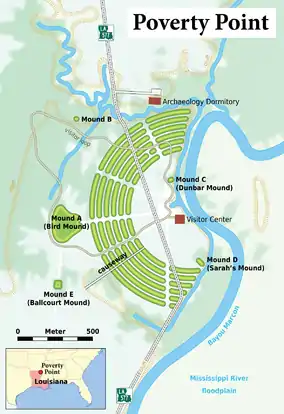 Poverty Point
LA
577
Archaeology Dormitory
Mound B
visitor loop
Mound C
(Dunbar Mound)
Mound A
(Bird Mound)
Visitor Center
causeway
Mound D
(Sarah's Mound)
Mound E
(Ballcourt Mound)
Bayou Marcon
0 Meter 500
Poverty
Point
Louisiana
Mississippi River
floodplain
LA
577